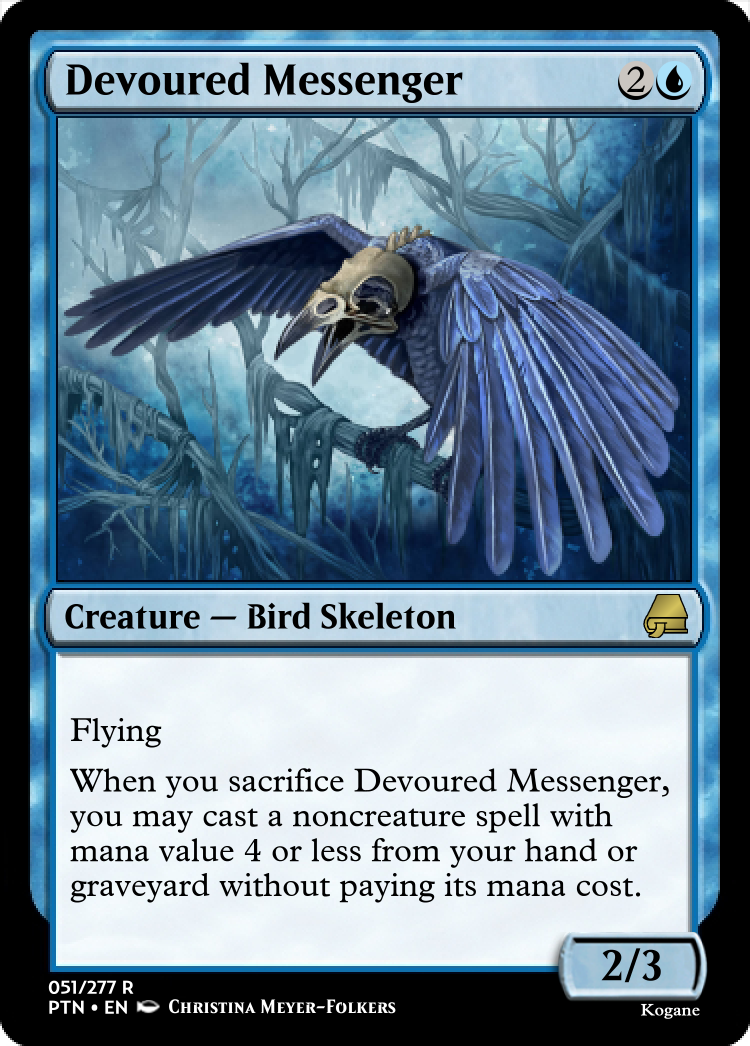 Devoured Messenger 2
Creature — Bird Skeleton
Flying
When you sacrifice Devoured Messenger,
you may cast a noncreature spell with
mana value 4 or less from your hand or
graveyard without paying its mana cost.
2/3
051/277 R
PTN • EN Christina Meyer-Folkers
Kogane